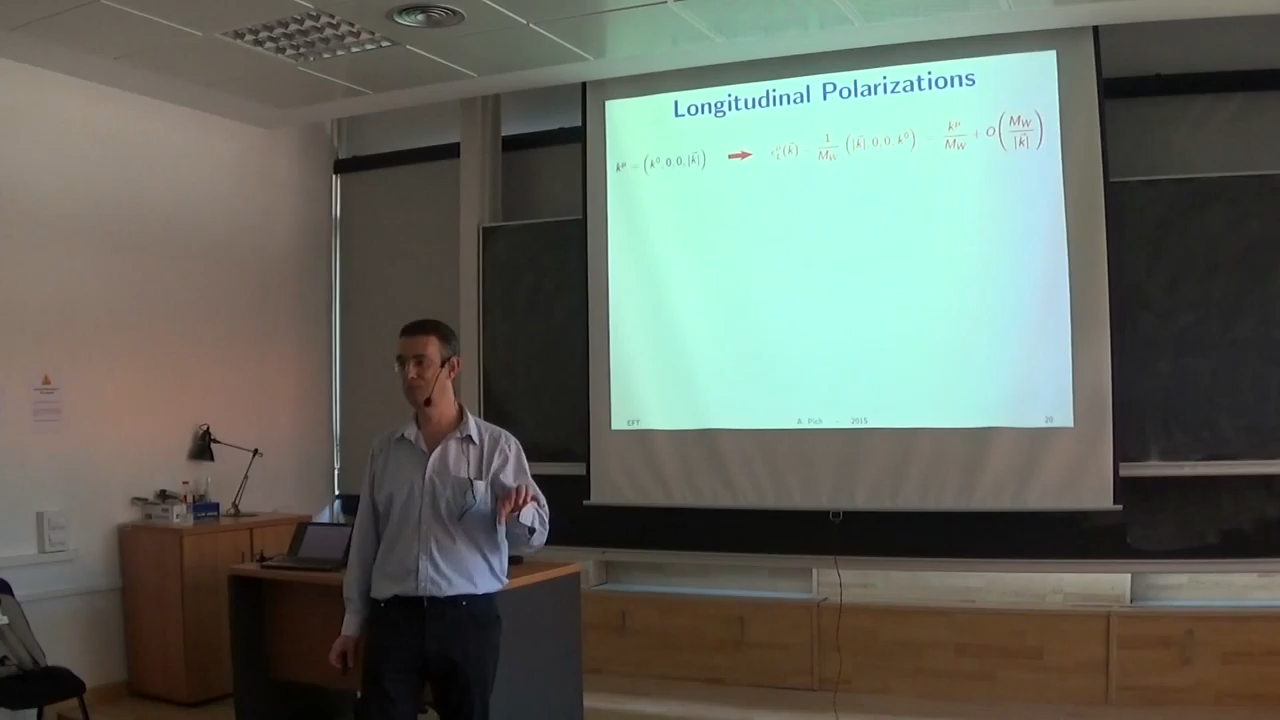 Longitudinal Polarizations
k^μ = (k^0, 0, 0, |k⃗|) ➡ ε_L^μ(k⃗) = 1/M_W (|k⃗|, 0, 0, k^0) = k^μ/M_W + O(M_W/|k⃗|)
EFT A. Pich - 2015 20